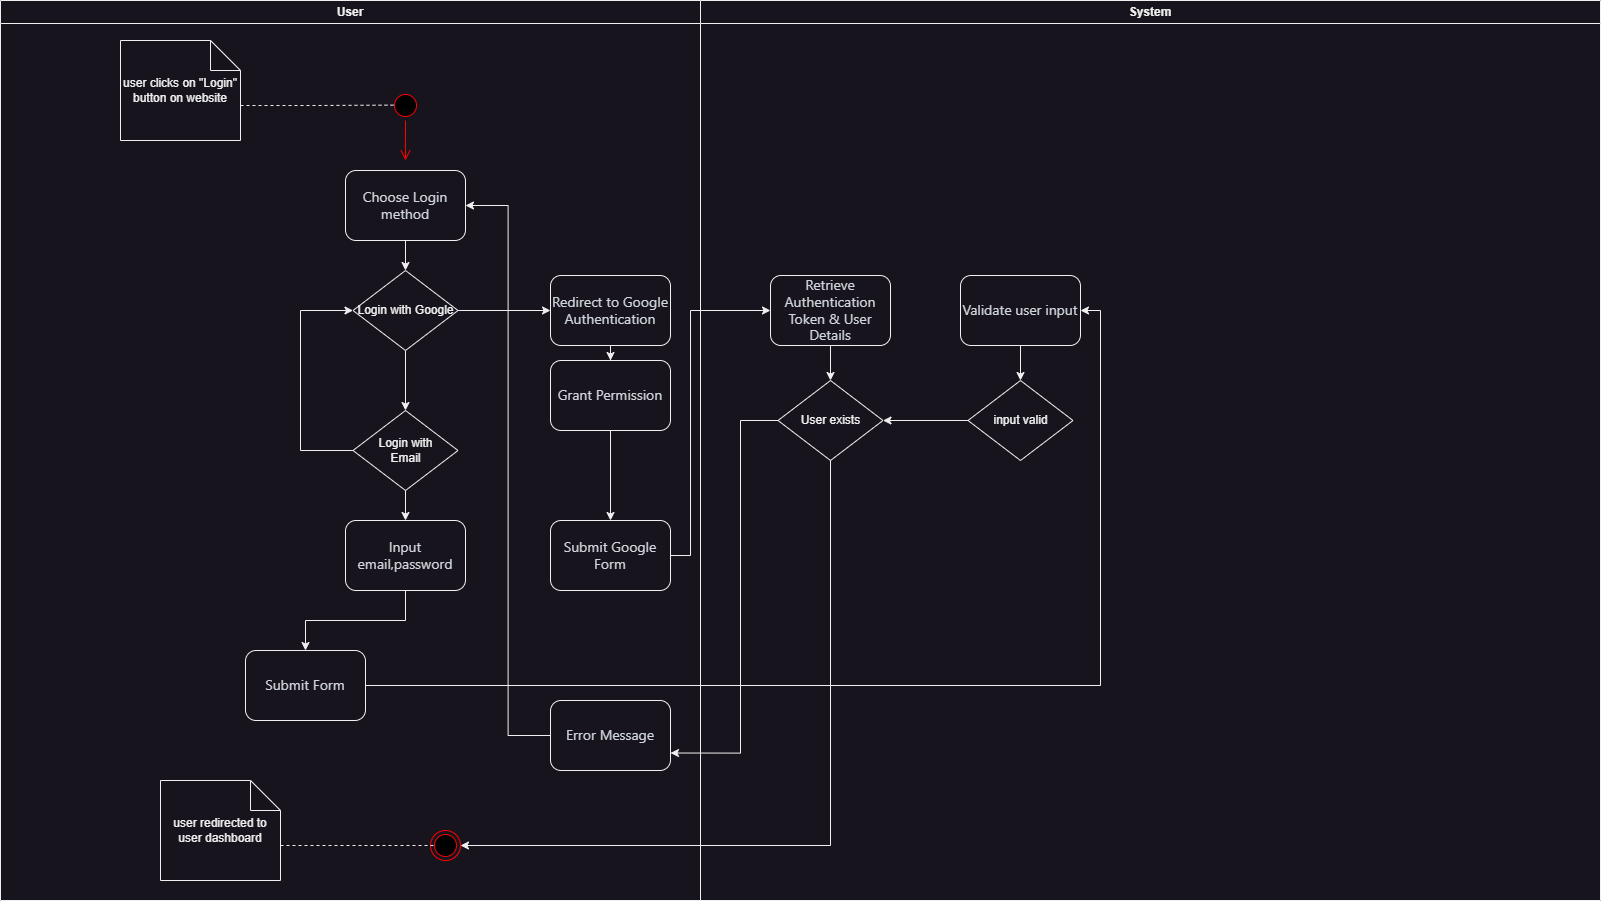 User
System
user clicks on "Login"
button on website
Choose Login
method
Login with Google
Redirect to Google
Authentication
Retrieve
Authentication
Token & User
Details
Validate user input
Grant Permission
User exists
input valid
Login with
Email
Input
email,password
Submit Google
Form
Submit Form
Error Message
user redirected to
user dashboard